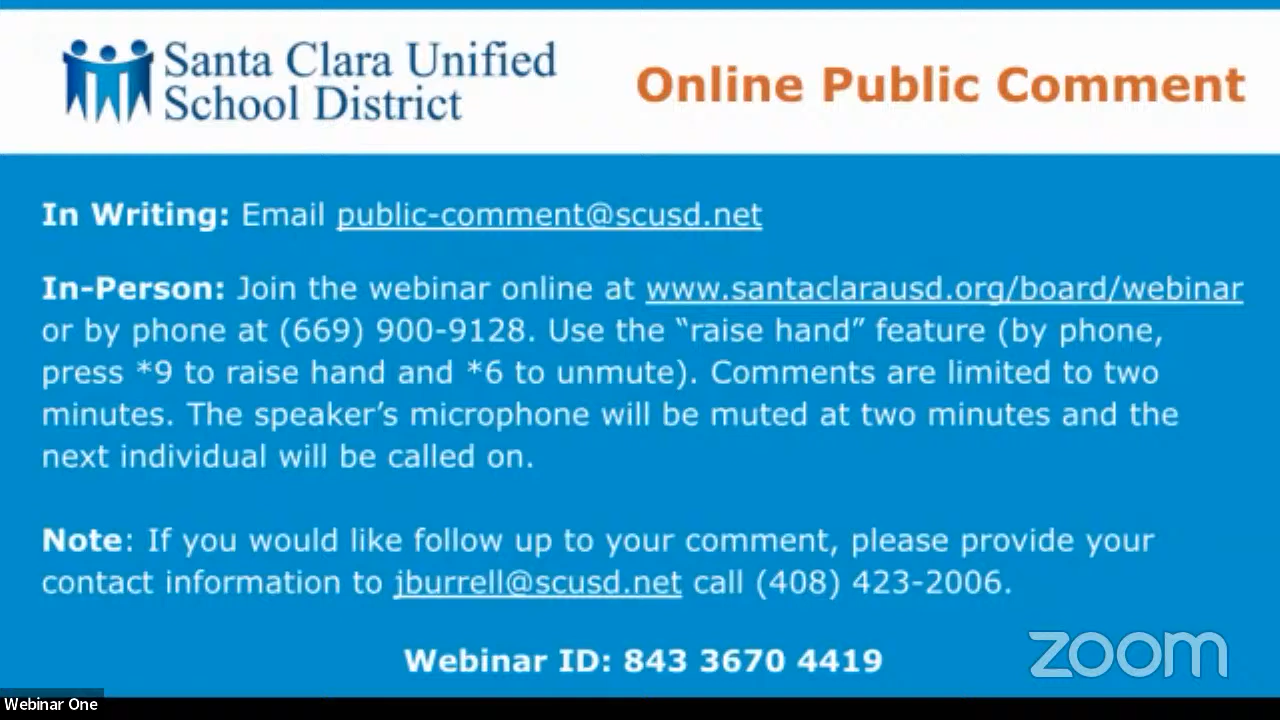 Santa Clara Unified
School District
Online Public Comment
In Writing: Email public-comment@scusd.net
In-Person: Join the webinar online at www.santaclarausd.org/board/webinar
or by phone at (669) 900-9128. Use the “raise hand” feature (by phone,
press *9 to raise hand and *6 to unmute). Comments are limited to two
minutes. The speaker’s microphone will be muted at two minutes and the
next individual will be called on.
Note: If you would like follow up to your comment, please provide your
contact information to jburrell@scusd.net call (408) 423-2006.
Webinar ID: 843 3670 4419
zoom
Webinar One